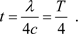 t = λ/4c = T/4 .